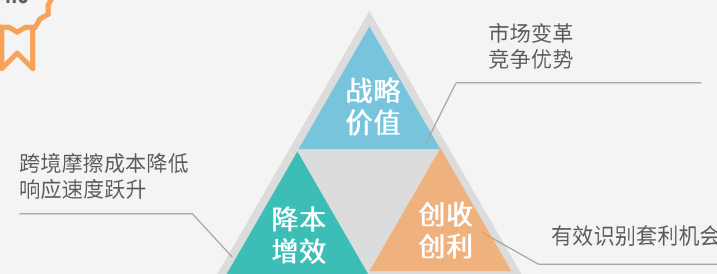 市场变革
竞争优势
战略
价值
跨境摩擦成本降低
响应速度跃升
降本
增效
创收
创利
有效识别套利机会